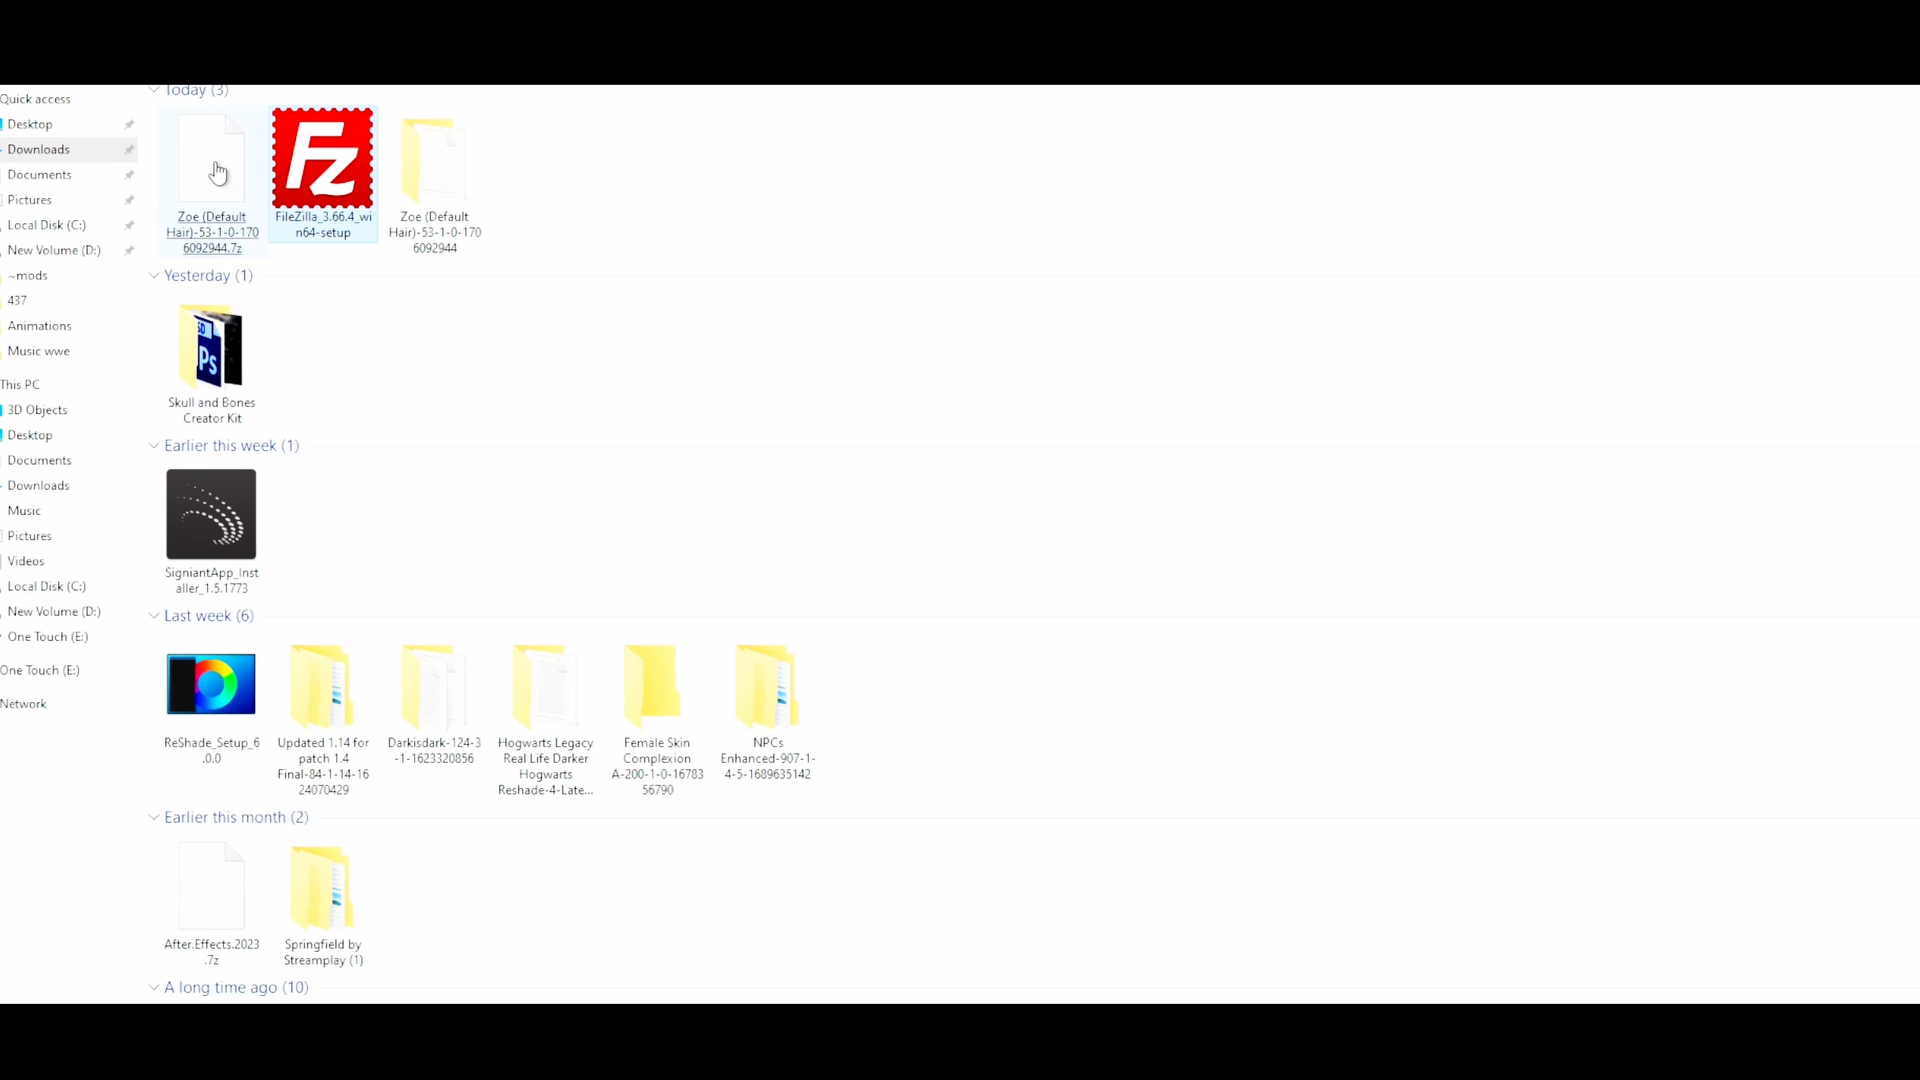 Quick access
Desktop
Downloads
Documents
Pictures
Local Disk (C:)
New Volume (D:)
~mods
437
Animations
Music wwe
This PC
3D Objects
Desktop
Documents
Downloads
Music
Pictures
Videos
Local Disk (C:)
New Volume (D:)
One Touch (E:)
One Touch (E:)
Network
Today (3)
Zoe (Default
Hair)-53-1-0-170
6092944.7z
Fz
FileZilla_3.66.4_wi
n64-setup
Zoe (Default
Hair)-53-1-0-170
6092944
Yesterday (1)
SD
Ps
Skull and Bones
Creator Kit
Earlier this week (1)
SigniantApp_Inst
aller_1.5.1773
Last week (6)
ReShade_Setup_6
.0.0
Updated 1.14 for
patch 1.4
Final-84-1-14-16
24070429
Darkisdark-124-3
-1-1623320856
Hogwarts Legacy
Real Life Darker
Hogwarts
Reshade-4-Late...
Female Skin
Complexion
A-200-1-0-16783
56790
NPCs
Enhanced-907-1-
4-5-1689635142
Earlier this month (2)
After.Effects.2023
.7z
Springfield by
Streamplay (1)
A long time ago (10)